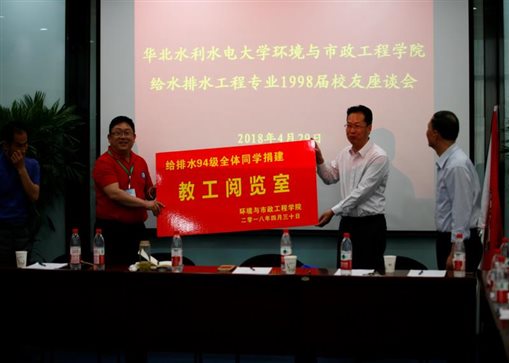 华北水利水电大学环境与市政工程学院
给水排水工程专业1998届校友座谈会
2018年4月29日
给排水94级全体同学捐建
教工阅览室
环境与市政工程学院
二零一八年四月三十日